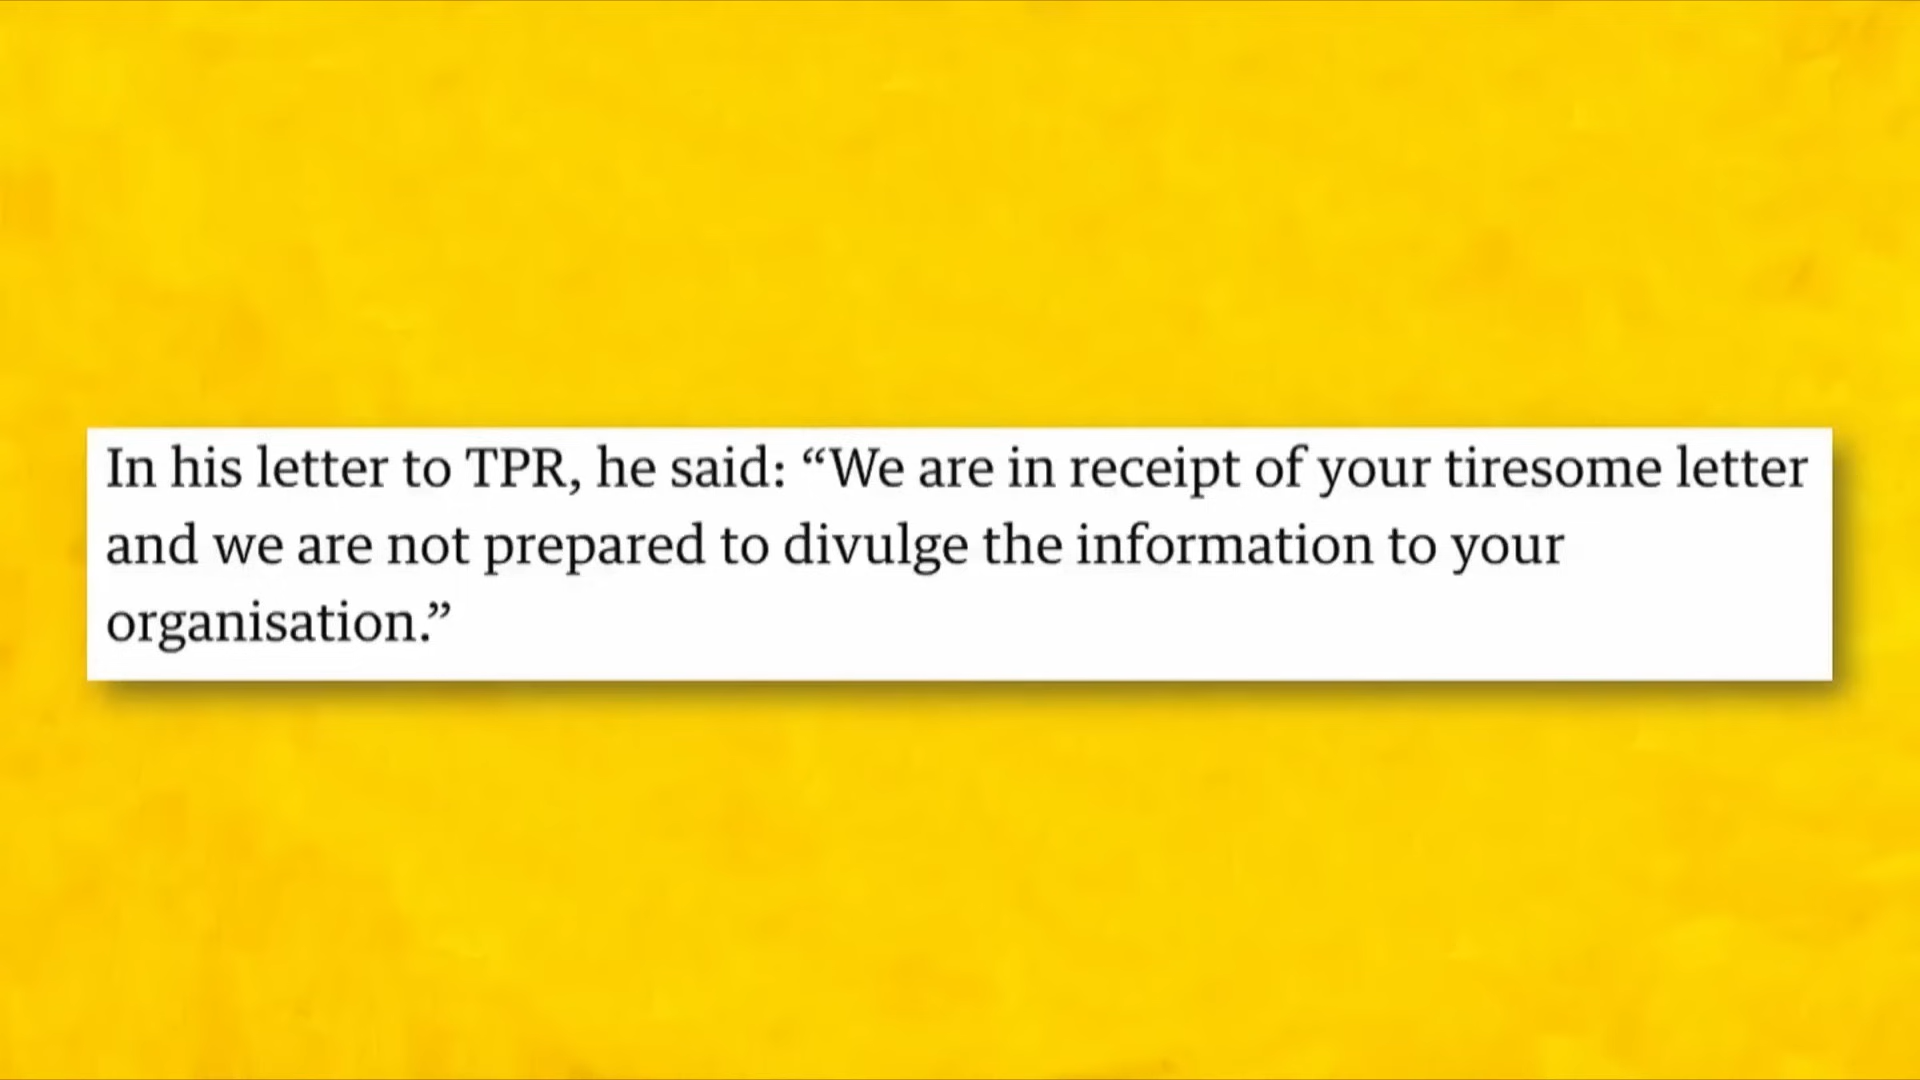 In his letter to TPR, he said: “We are in receipt of your tiresome letter
and we are not prepared to divulge the information to your
organisation.”